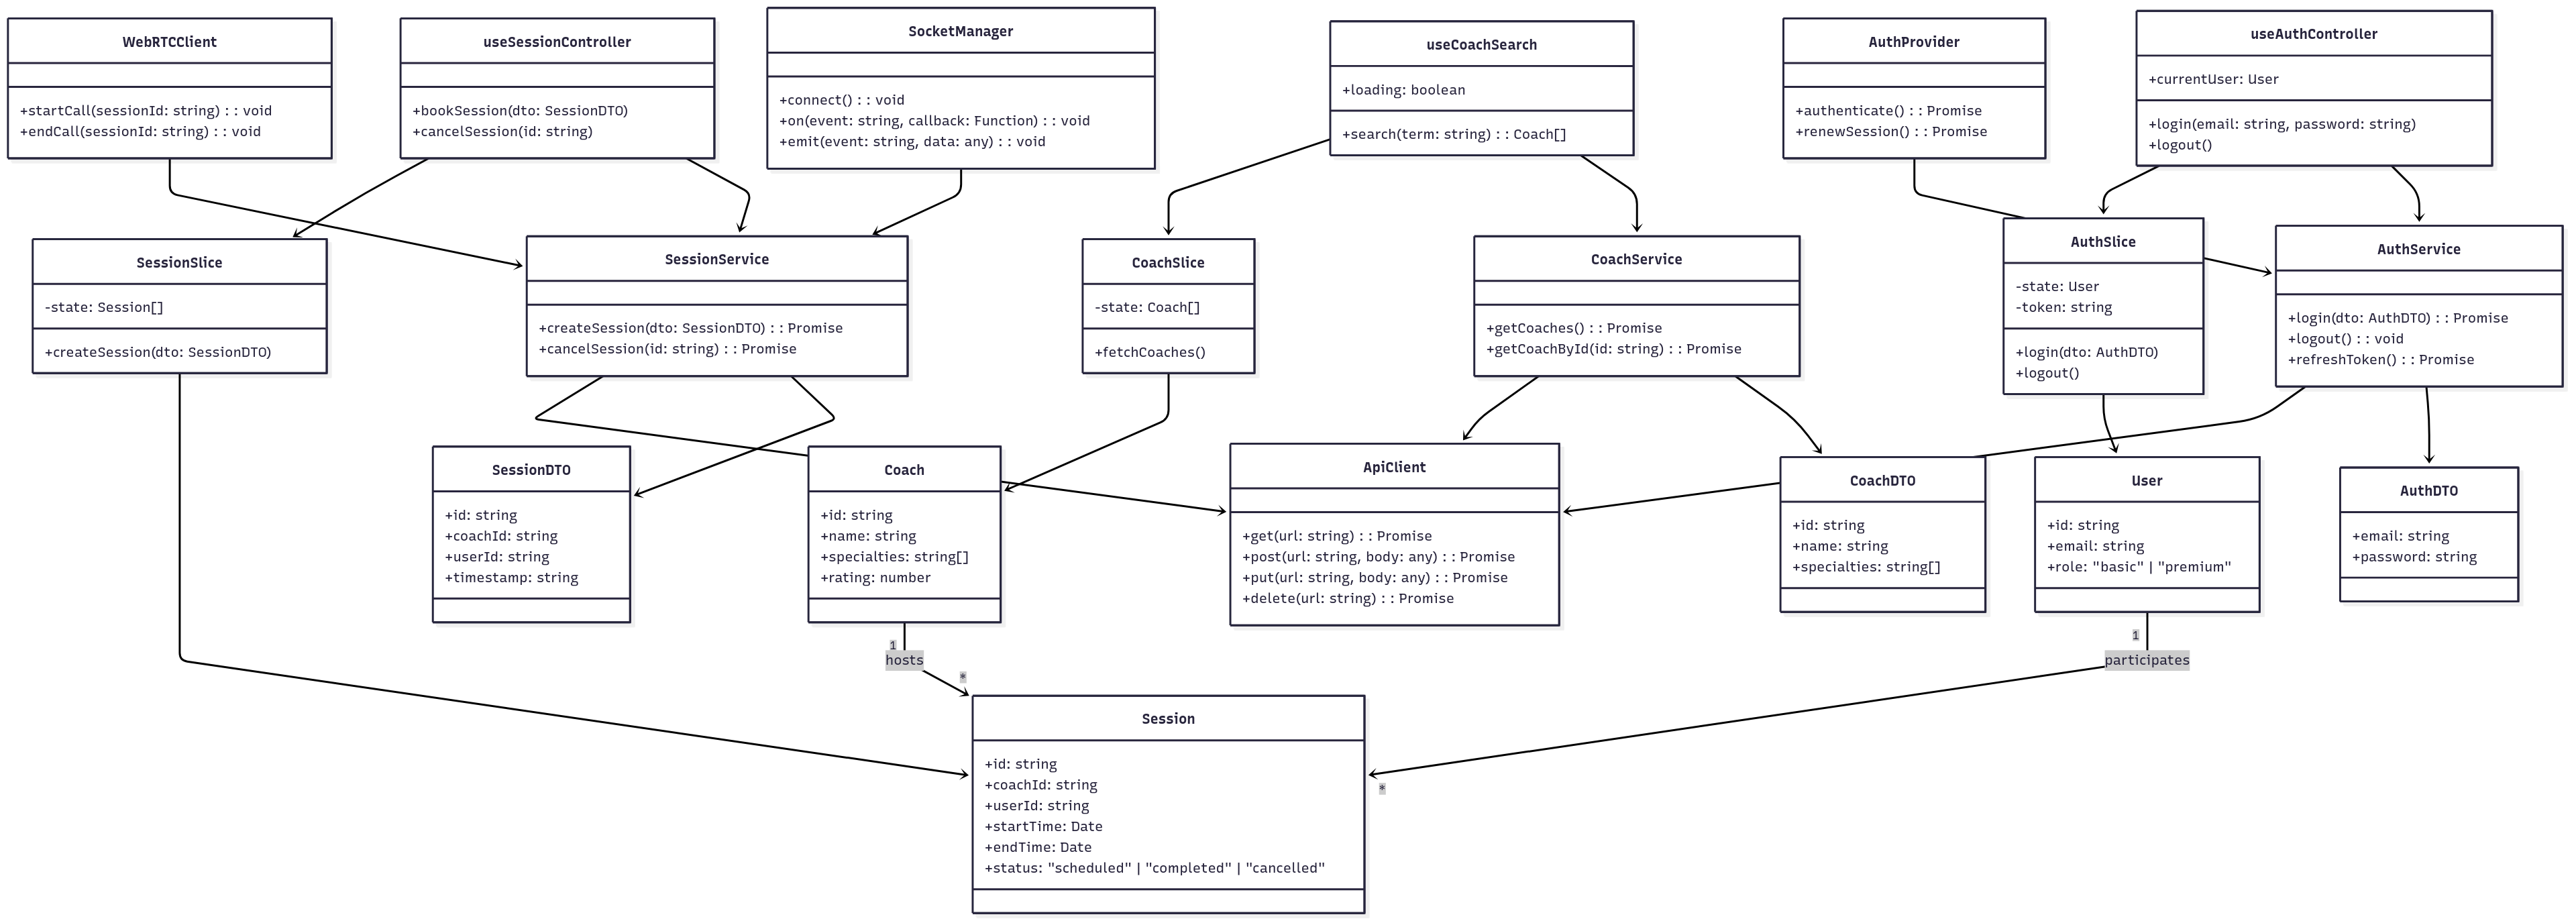 WebRTCClient
+startCall(sessionId: string) : : void
+endCall(sessionId: string) : : void
useSessionController
+bookSession(dto: SessionDTO)
+cancelSession(id: string)
SocketManager
+connect() : : void
+on(event: string, callback: Function) : : void
+emit(event: string, data: any) : : void
useCoachSearch
+loading: boolean
+search(term: string) : : Coach[]
AuthProvider
+authenticate() : : Promise
+renewSession() : : Promise
useAuthController
+currentUser: User
+login(email: string, password: string)
+logout()
SessionSlice
-state: Session[]
+createSession(dto: SessionDTO)
SessionService
+createSession(dto: SessionDTO) : : Promise
+cancelSession(id: string) : : Promise
CoachSlice
-state: Coach[]
+fetchCoaches()
CoachService
+getCoaches() : : Promise
+getCoachById(id: string) : : Promise
AuthSlice
-state: User
-token: string
+login(dto: AuthDTO)
+logout()
AuthService
+login(dto: AuthDTO) : : Promise
+logout() : : void
+refreshToken() : : Promise
SessionDTO
+id: string
+coachId: string
+userId: string
+timestamp: string
Coach
+id: string
+name: string
+specialties: string[]
+rating: number
ApiClient
+get(url: string) : : Promise
+post(url: string, body: any) : : Promise
+put(url: string, body: any) : : Promise
+delete(url: string) : : Promise
CoachDTO
+id: string
+name: string
+specialties: string[]
User
+id: string
+email: string
+role: "basic" | "premium"
AuthDTO
+email: string
+password: string
1
hosts
*
1
participates
*
Session
+id: string
+coachId: string
+userId: string
+startTime: Date
+endTime: Date
+status: "scheduled" | "completed" | "cancelled"